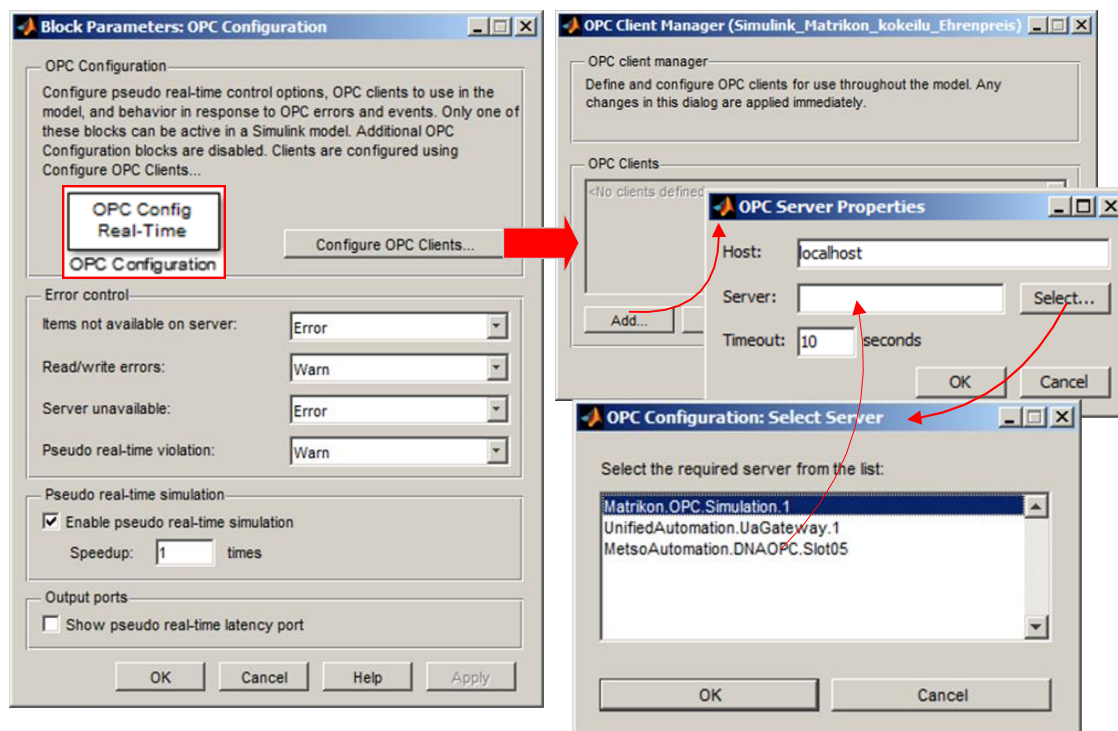 Block Parameters: OPC Configuration
OPC Configuration
Configure pseudo real-time control options, OPC clients to use in the
model, and behavior in response to OPC errors and events. Only one of
these blocks can be active in a Simulink model. Additional OPC
Configuration blocks are disabled. Clients are configured using
Configure OPC Clients...
OPC Config
Real-Time
OPC Configuration
Configure OPC Clients...
Error control
Items not available on server: Error
Read/write errors: Warn
Server unavailable: Error
Pseudo real-time violation: Warn
Pseudo real-time simulation
Enable pseudo real-time simulation
Speedup: 1 times
Output ports
Show pseudo real-time latency port
OK Cancel Help Apply
OPC Client Manager (Simulink_Matrikon_kokeilu_Ehrenpreis)
OPC client manager
Define and configure OPC clients for use throughout the model. Any
changes in this dialog are applied immediately.
OPC Clients
<No clients defined
Add...
OPC Server Properties
Host: localhost
Server: Select...
Timeout: 10 seconds
OK Cancel
OPC Configuration: Select Server
Select the required server from the list:
Matrikon.OPC.Simulation.1
UnifiedAutomation.UaGateway.1
MetsoAutomation.DNAOPC.Slot05
OK Cancel